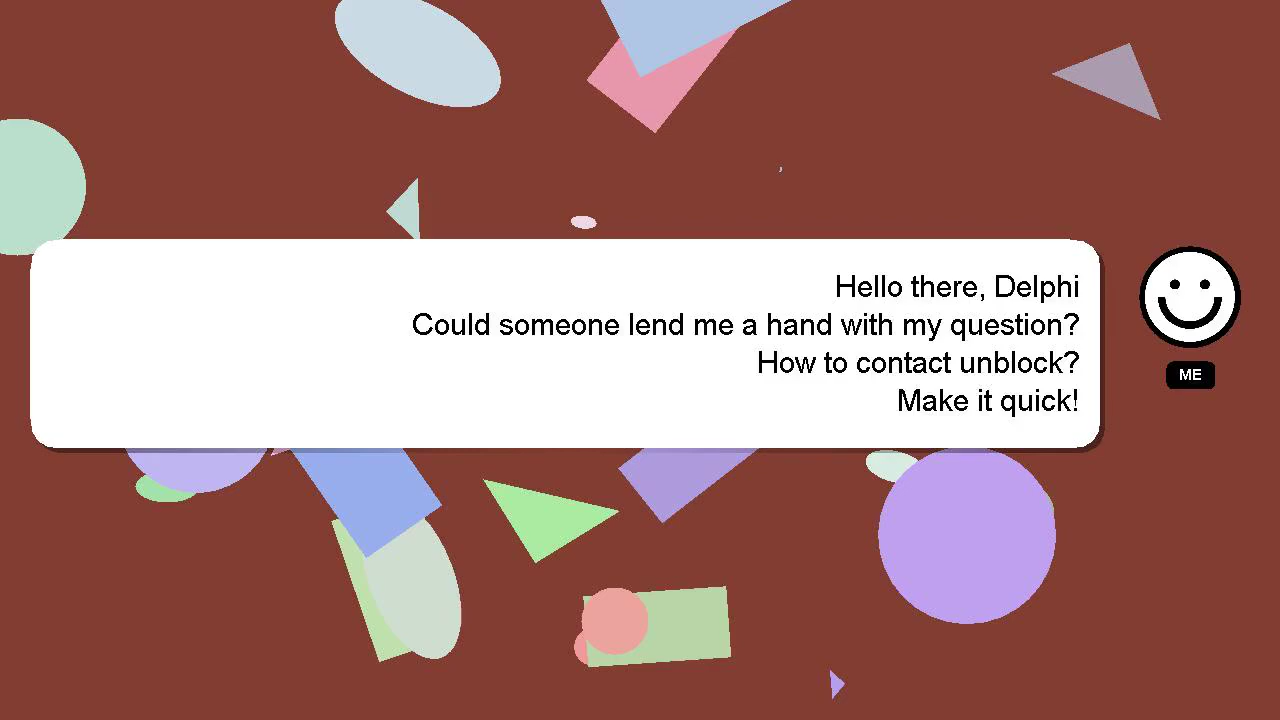 Hello there, Delphi
Could someone lend me a hand with my question?
How to contact unblock?
Make it quick!
ME